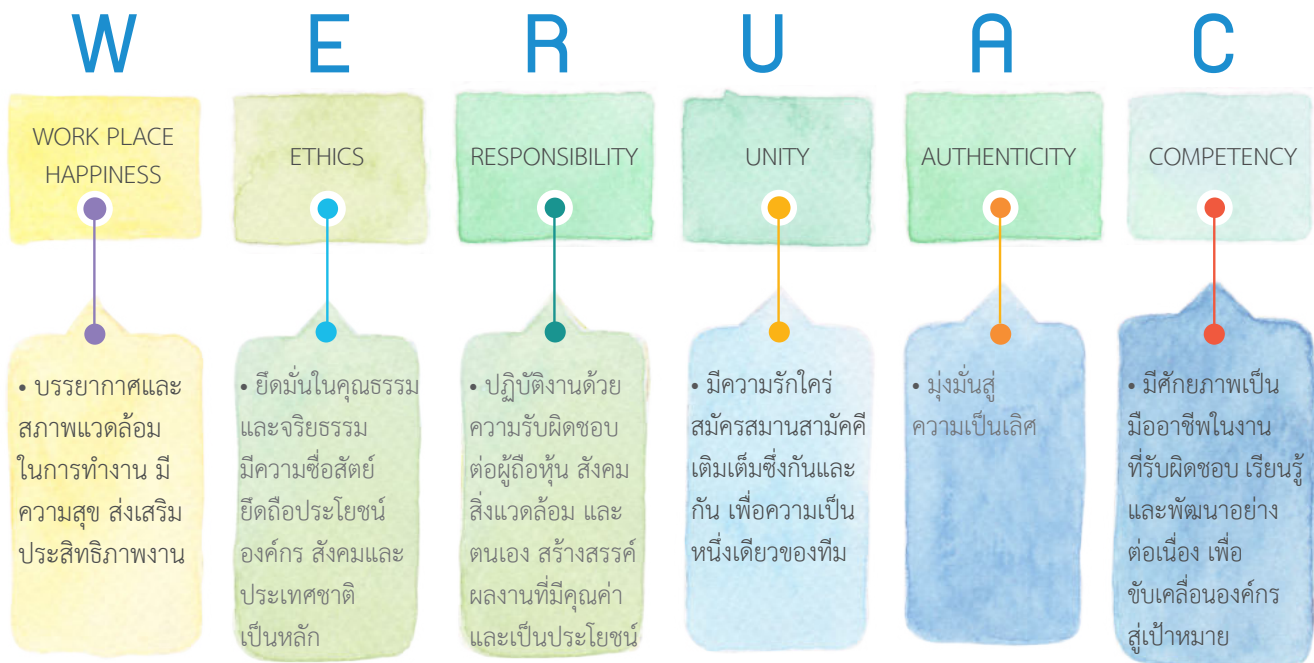 W E R U A C
WORK PLACE
HAPPINESS
ETHICS
RESPONSIBILITY
UNITY
AUTHENTICITY
COMPETENCY
• บรรยากาศและ
สภาพแวดล้อม
ในการทำงาน มี
ความสุข ส่งเสริม
ประสิทธิภาพงาน
• ยึดมั่นในคุณธรรม
และจริยธรรม
มีความซื่อสัตย์
ยึดถือประโยชน์
องค์กร สังคมและ
ประเทศชาติ
เป็นหลัก
• ปฏิบัติงานด้วย
ความรับผิดชอบ
ต่อผู้ถือหุ้น สังคม
สิ่งแวดล้อม และ
ตนเอง สร้างสรรค์
ผลงานที่มีคุณค่า
และเป็นประโยชน์
• มีความรักใคร่
สมัครสมานสามัคคี
เติมเต็มซึ่งกันและ
กัน เพื่อความเป็น
หนึ่งเดียวของทีม
• มุ่งมั่นสู่
ความเป็นเลิศ
• มีศักยภาพเป็น
มืออาชีพในงาน
ที่รับผิดชอบ เรียนรู้
และพัฒนาอย่าง
ต่อเนื่อง เพื่อ
ขับเคลื่อนองค์กร
สู่เป้าหมาย